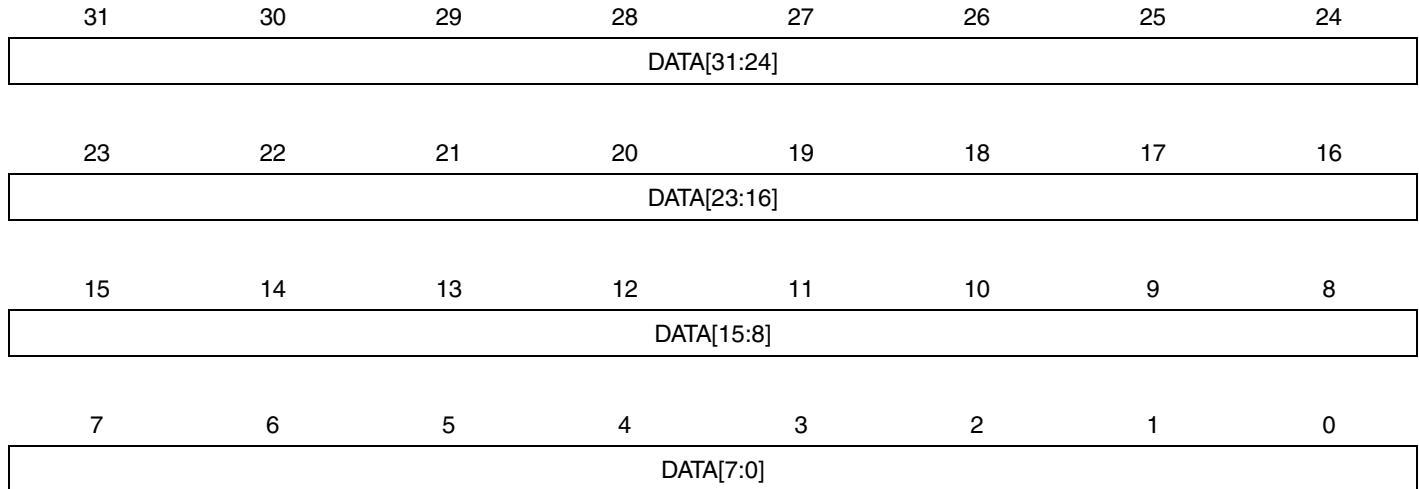 31 30 29 28 27 26 25 24
DATA[31:24]
23 22 21 20 19 18 17 16
DATA[23:16]
15 14 13 12 11 10 9 8
DATA[15:8]
7 6 5 4 3 2 1 0
DATA[7:0]